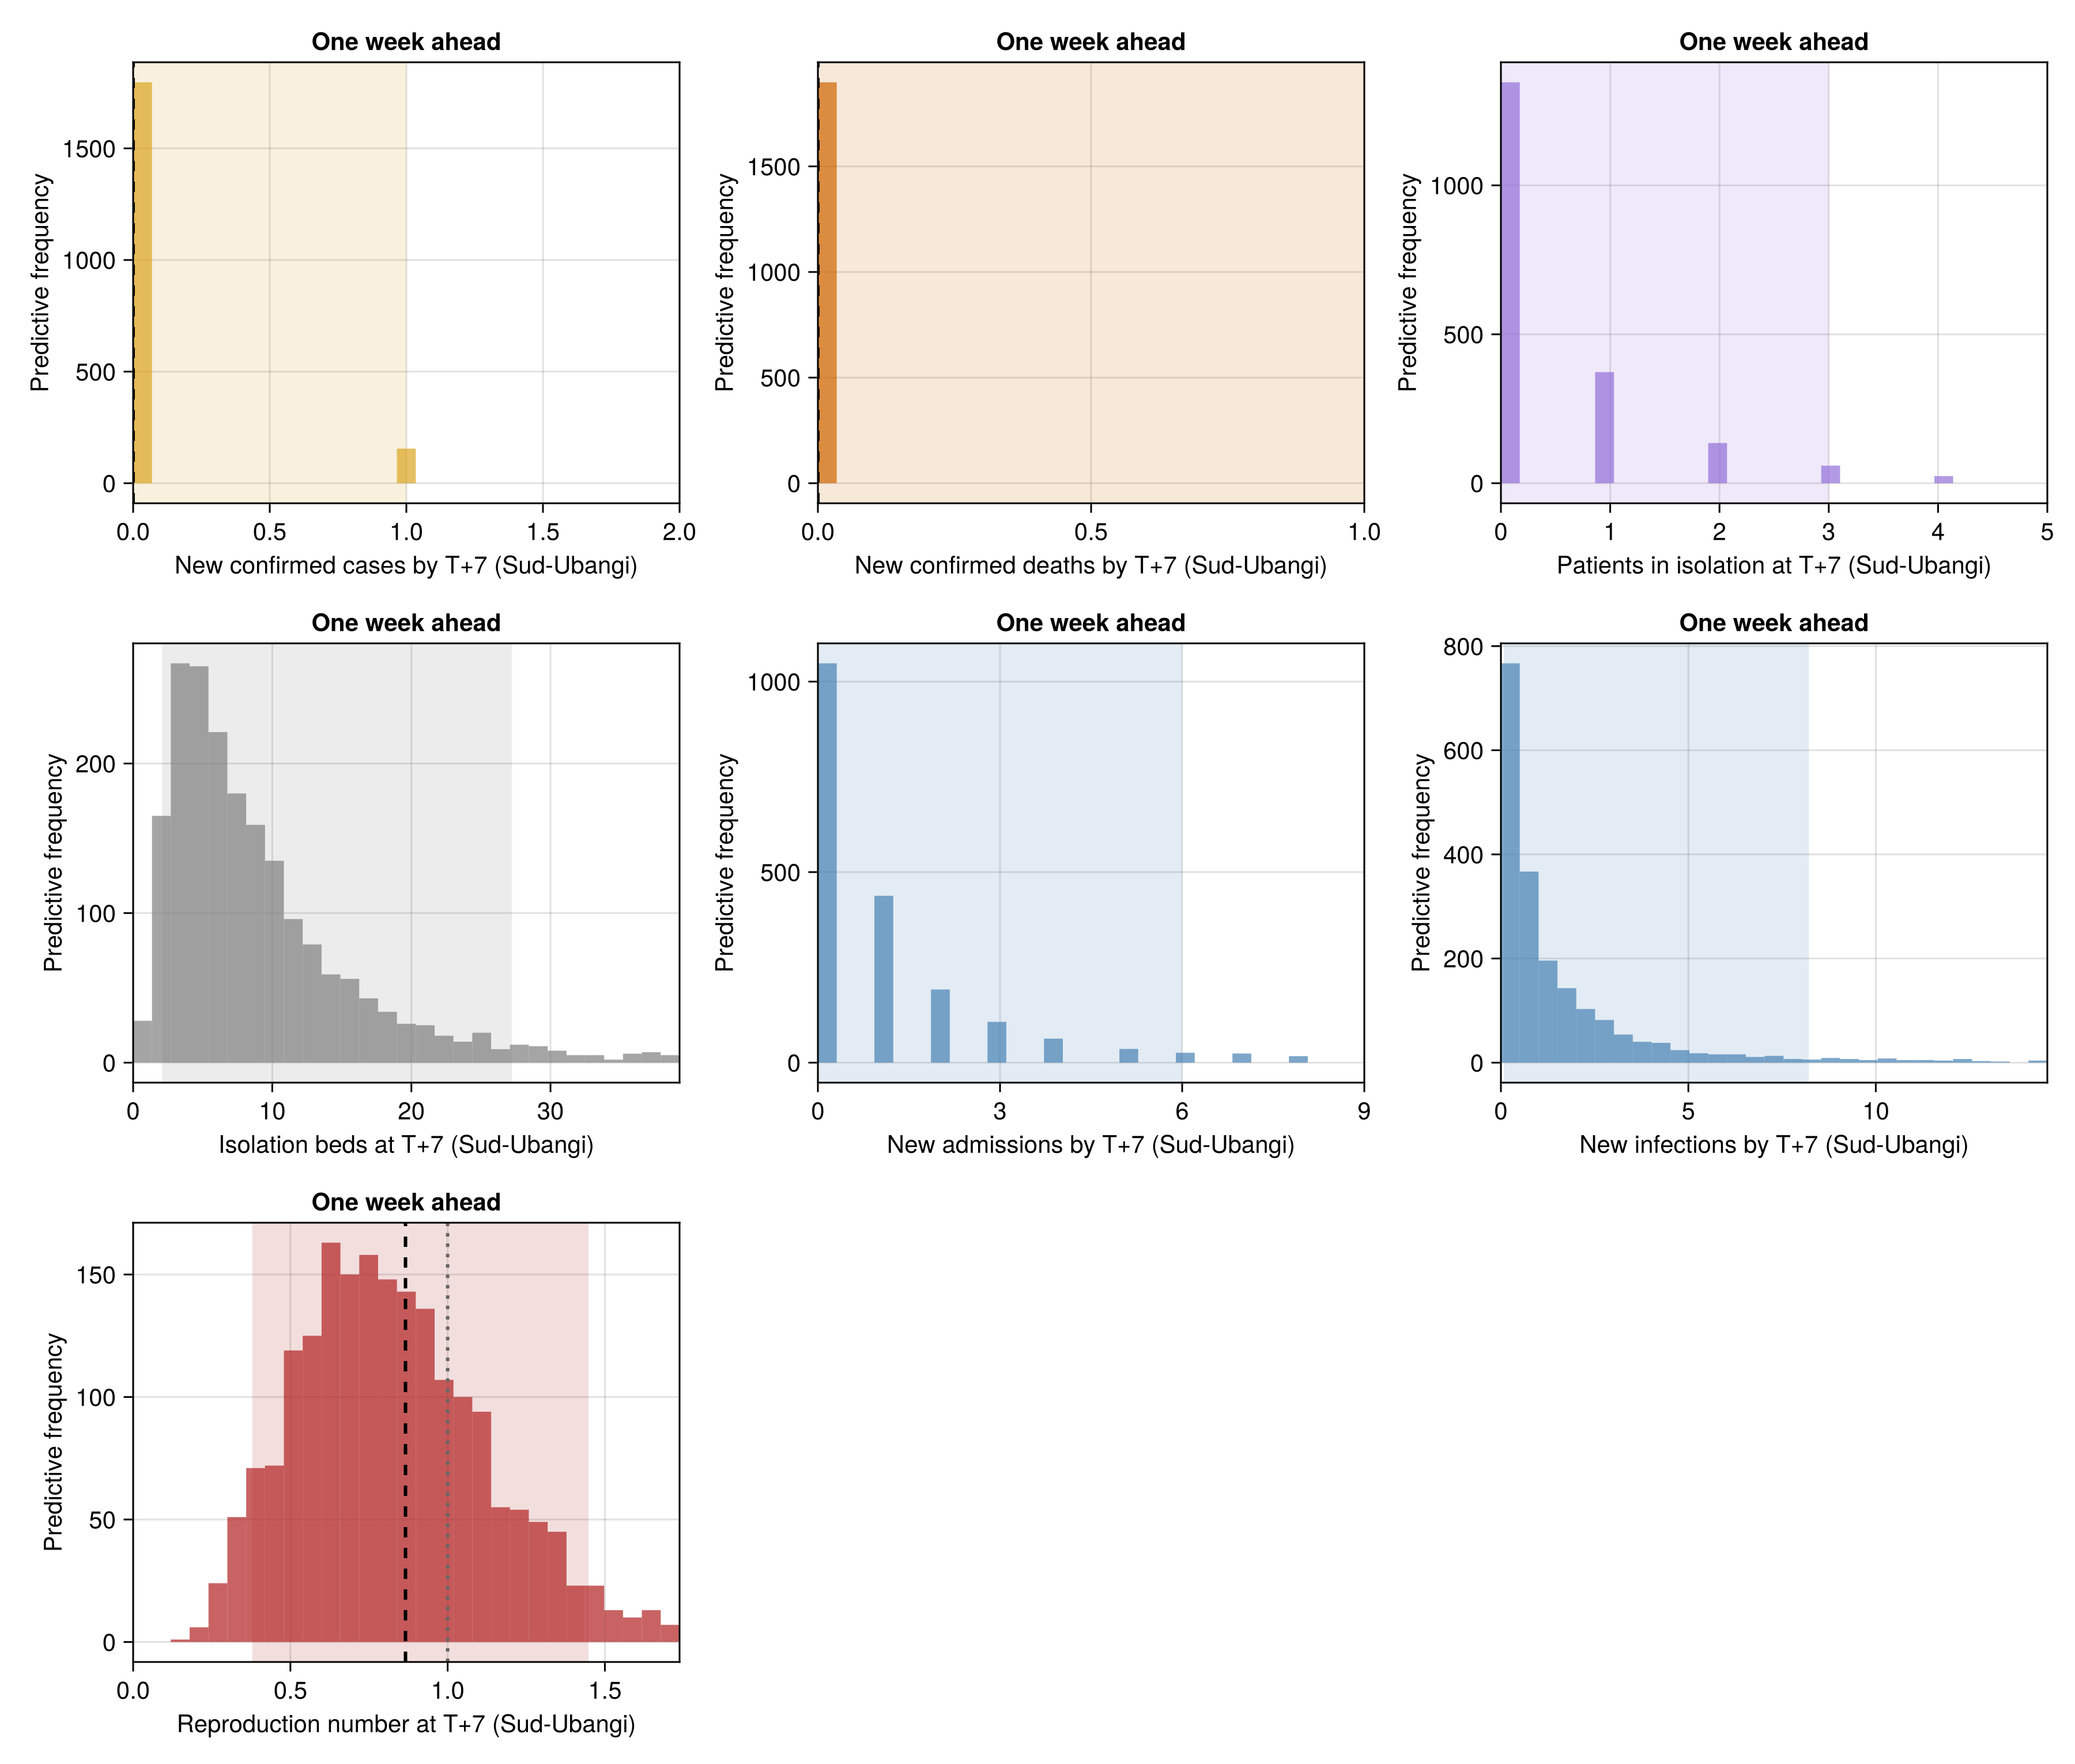 One week ahead
One week ahead
One week ahead
Predictive frequency
1500
1000
500
0
0.0 0.5 1.0 1.5 2.0
New confirmed cases by T+7 (Sud-Ubangi)
Predictive frequency
1500
1000
500
0
0.0 0.5 1.0
New confirmed deaths by T+7 (Sud-Ubangi)
Predictive frequency
1000
500
0
0 1 2 3 4 5
Patients in isolation at T+7 (Sud-Ubangi)
One week ahead
One week ahead
One week ahead
Predictive frequency
200
100
0
0 10 20 30
Isolation beds at T+7 (Sud-Ubangi)
Predictive frequency
1000
500
0
0 3 6 9
New admissions by T+7 (Sud-Ubangi)
Predictive frequency
800
600
400
200
0
0 5 10
New infections by T+7 (Sud-Ubangi)
One week ahead
Predictive frequency
150
100
50
0
0.0 0.5 1.0 1.5
Reproduction number at T+7 (Sud-Ubangi)